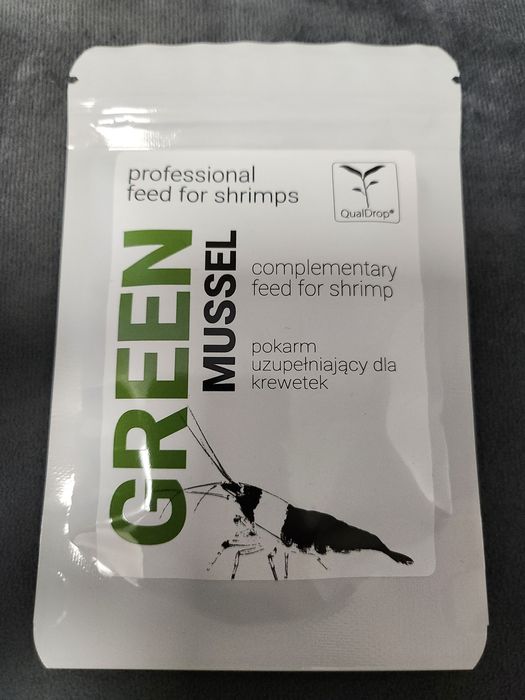 professional
feed for shrimps
QualDrop®
GREEN
MUSSEL
complementary
feed for shrimp
pokarm
uzupełniający dla
krewetek